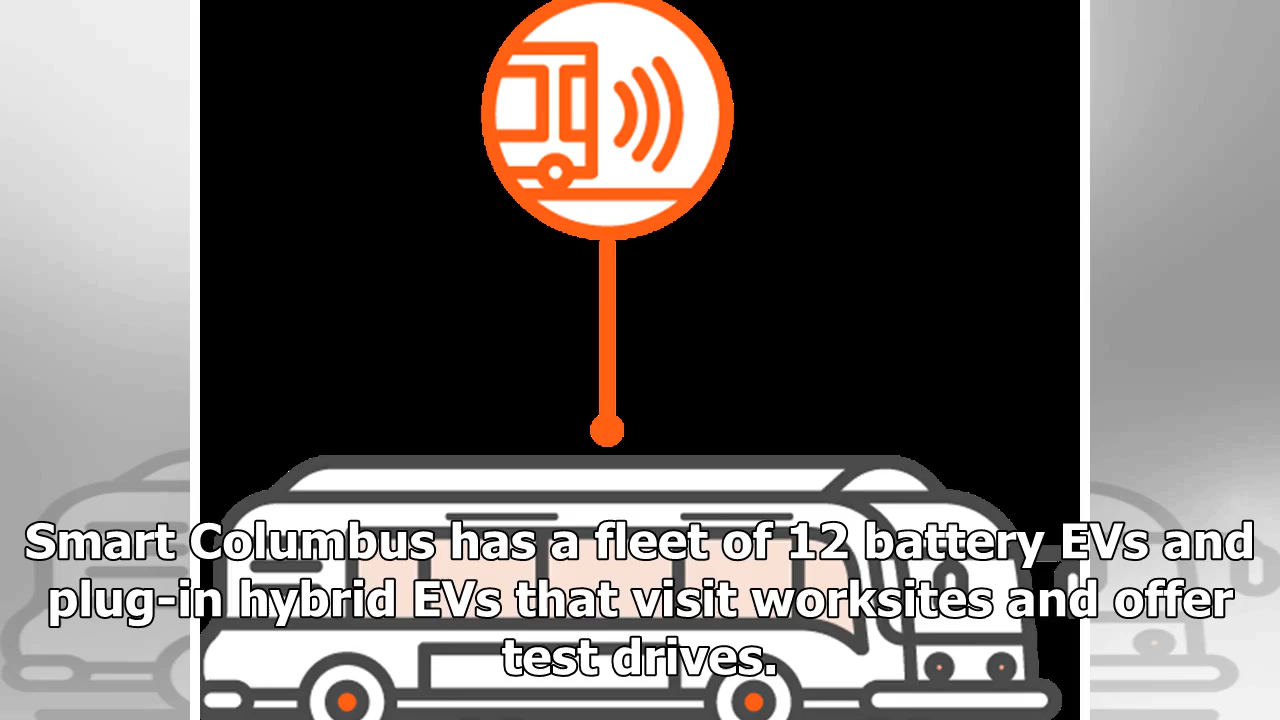 Smart Columbus has a fleet of 12 battery EVs and
plug-in hybrid EVs that visit worksites and offer
test drives.